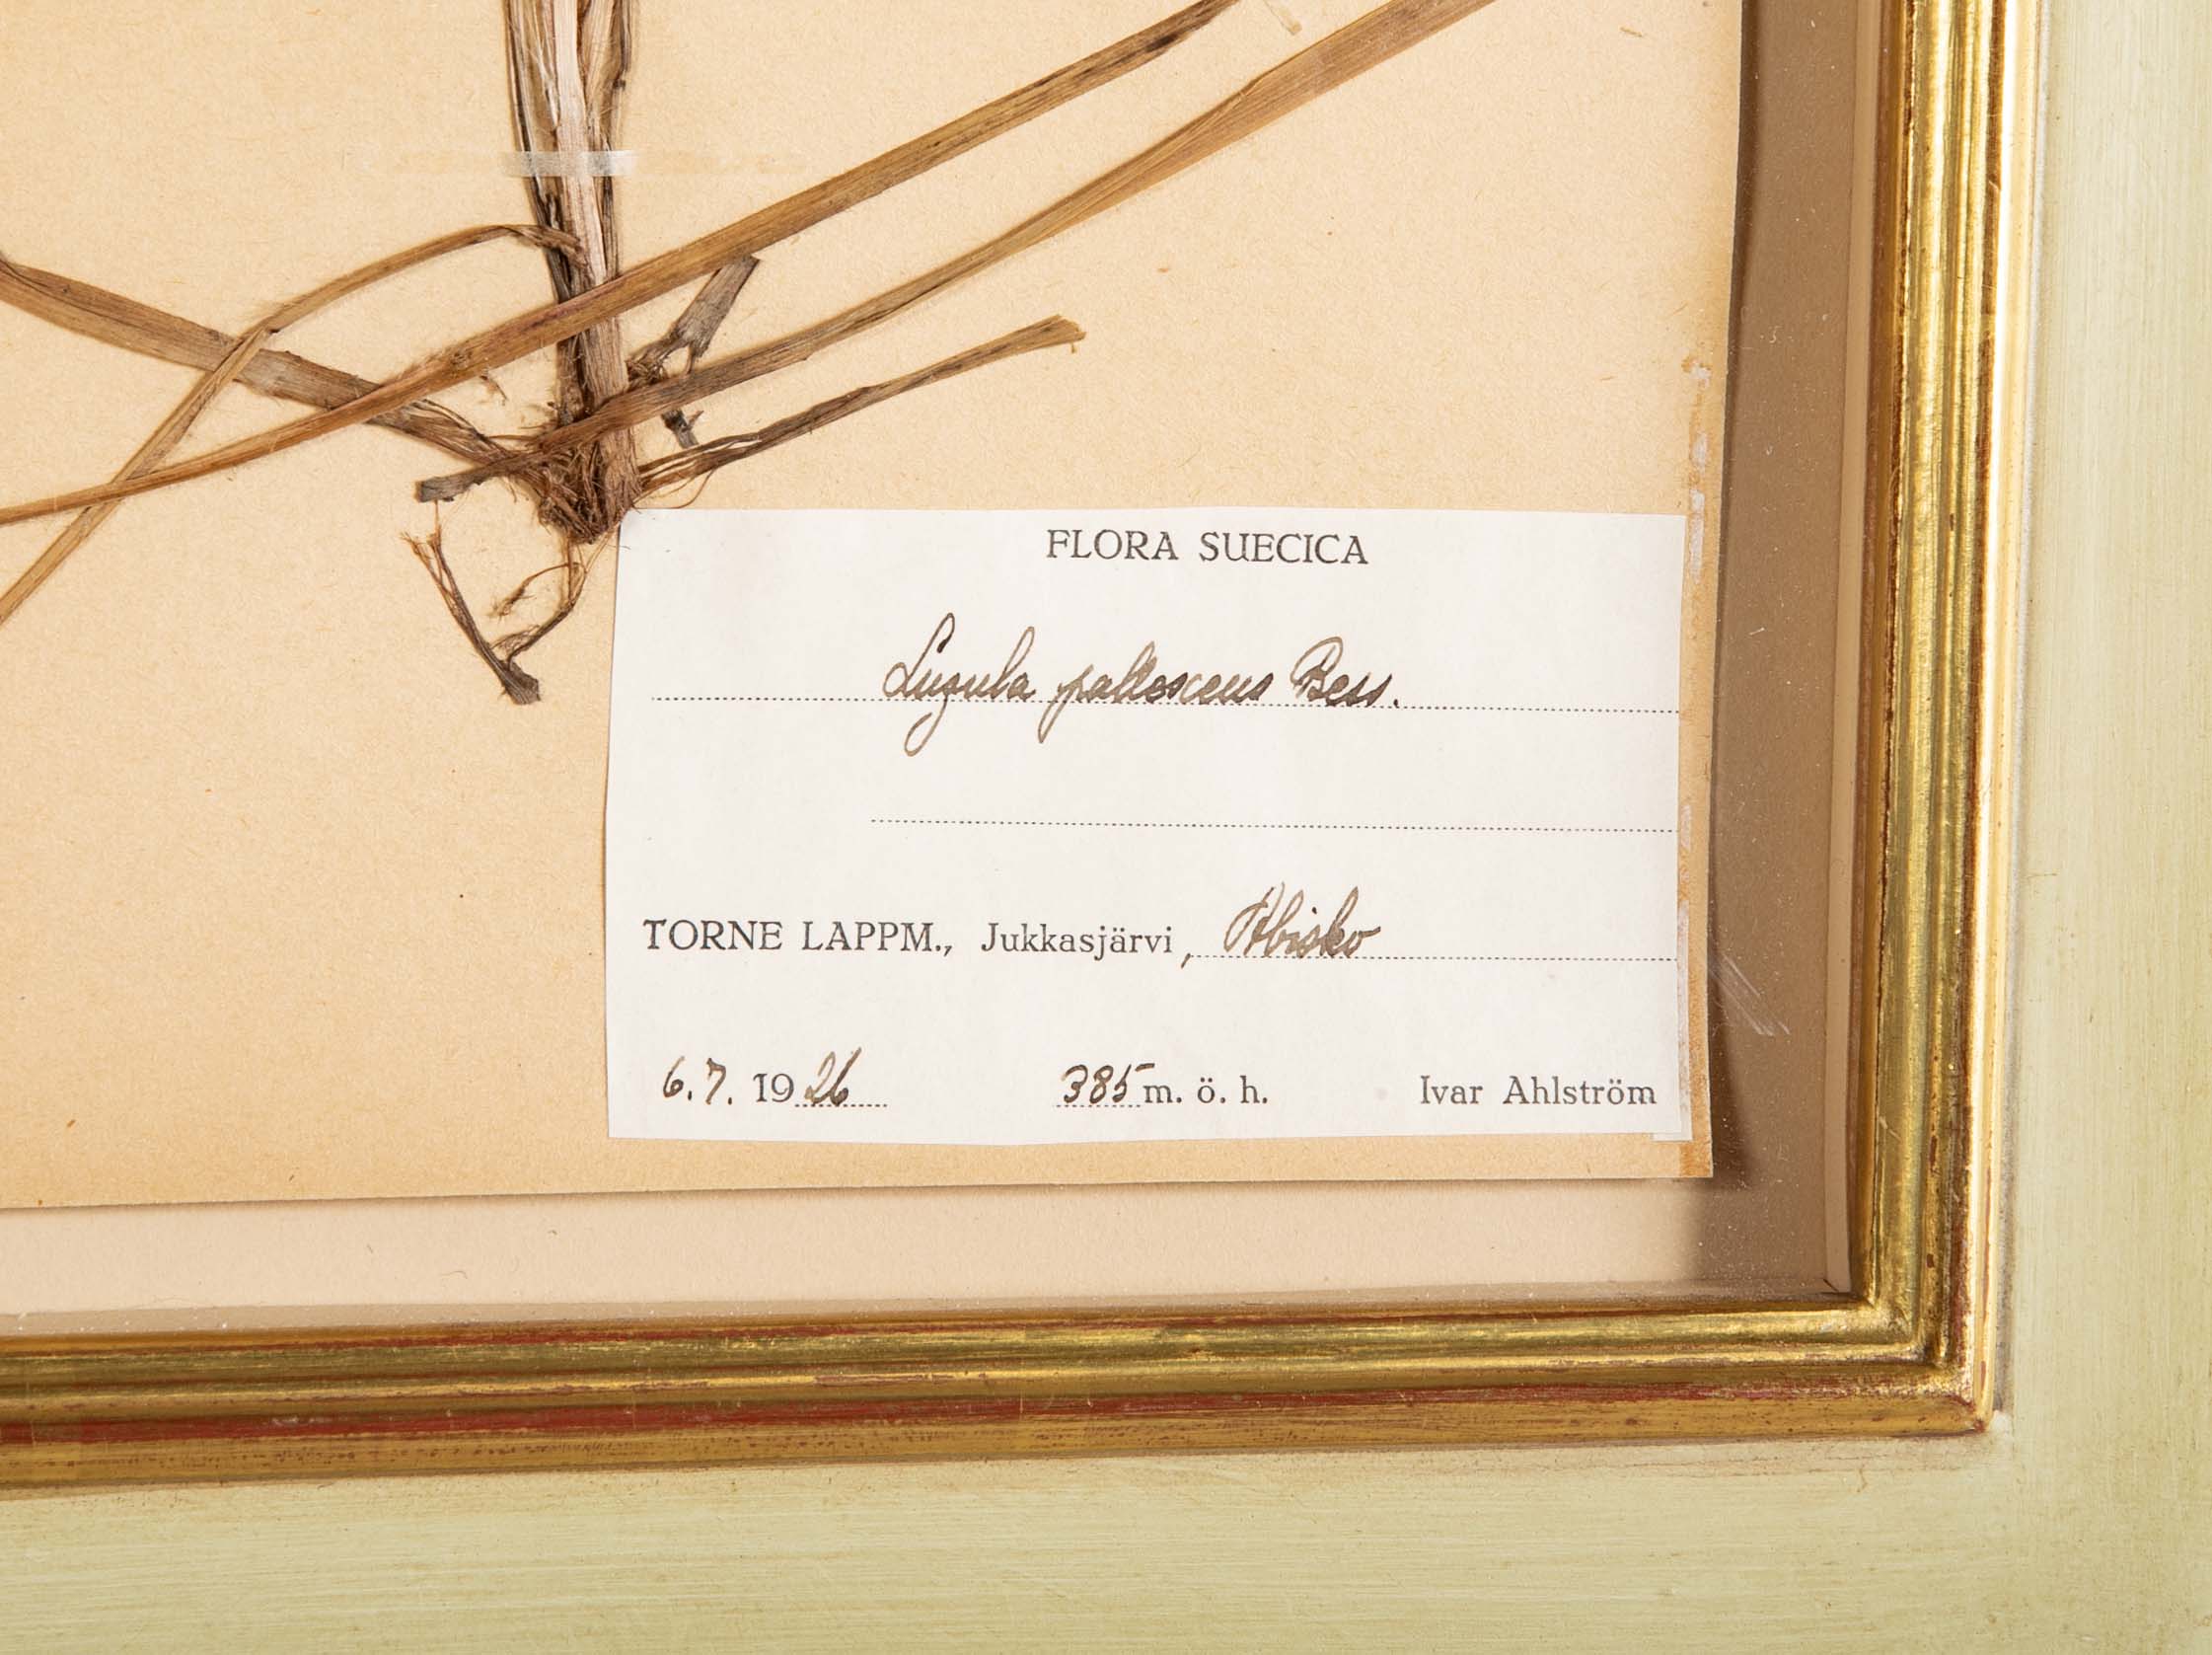 FLORA SUECICA
Luzula pallescens Bess.
TORNE LAPPM., Jukkasjärvi, Abisko
6.7. 1926 385 m. ö. h. Ivar Ahlström